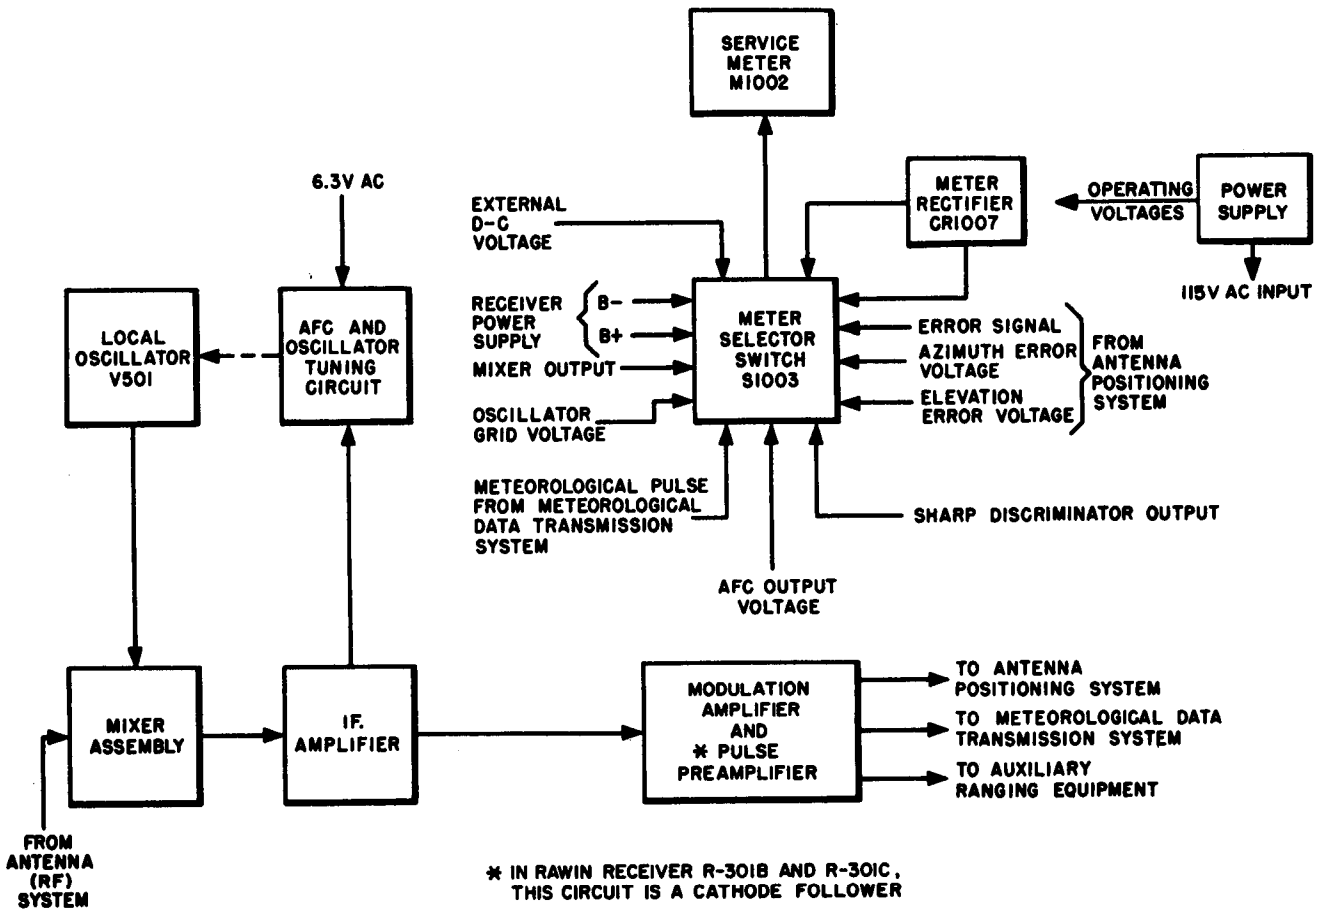 SERVICE
METER
M1002
6.3V AC
EXTERNAL
D-C
VOLTAGE
METER
RECTIFIER
CR1007
OPERATING
VOLTAGES
POWER
SUPPLY
115V AC INPUT
LOCAL
OSCILLATOR
V501
AFC AND
OSCILLATOR
TUNING
CIRCUIT
RECEIVER
POWER
SUPPLY
B-
B+
MIXER OUTPUT
OSCILLATOR
GRID VOLTAGE
METER
SELECTOR
SWITCH
S1003
ERROR SIGNAL
AZIMUTH ERROR
VOLTAGE
ELEVATION
ERROR VOLTAGE
FROM
ANTENNA
POSITIONING
SYSTEM
METEOROLOGICAL PULSE
FROM METEOROLOGICAL
DATA TRANSMISSION
SYSTEM
SHARP DISCRIMINATOR OUTPUT
AFC OUTPUT
VOLTAGE
MIXER
ASSEMBLY
I.F.
AMPLIFIER
MODULATION
AMPLIFIER
AND
* PULSE
PREAMPLIFIER
TO ANTENNA
POSITIONING SYSTEM
TO METEOROLOGICAL DATA
TRANSMISSION SYSTEM
TO AUXILIARY
RANGING EQUIPMENT
FROM
ANTENNA
(RF)
SYSTEM
* IN RAWIN RECEIVER R-301B AND R-301C,
THIS CIRCUIT IS A CATHODE FOLLOWER